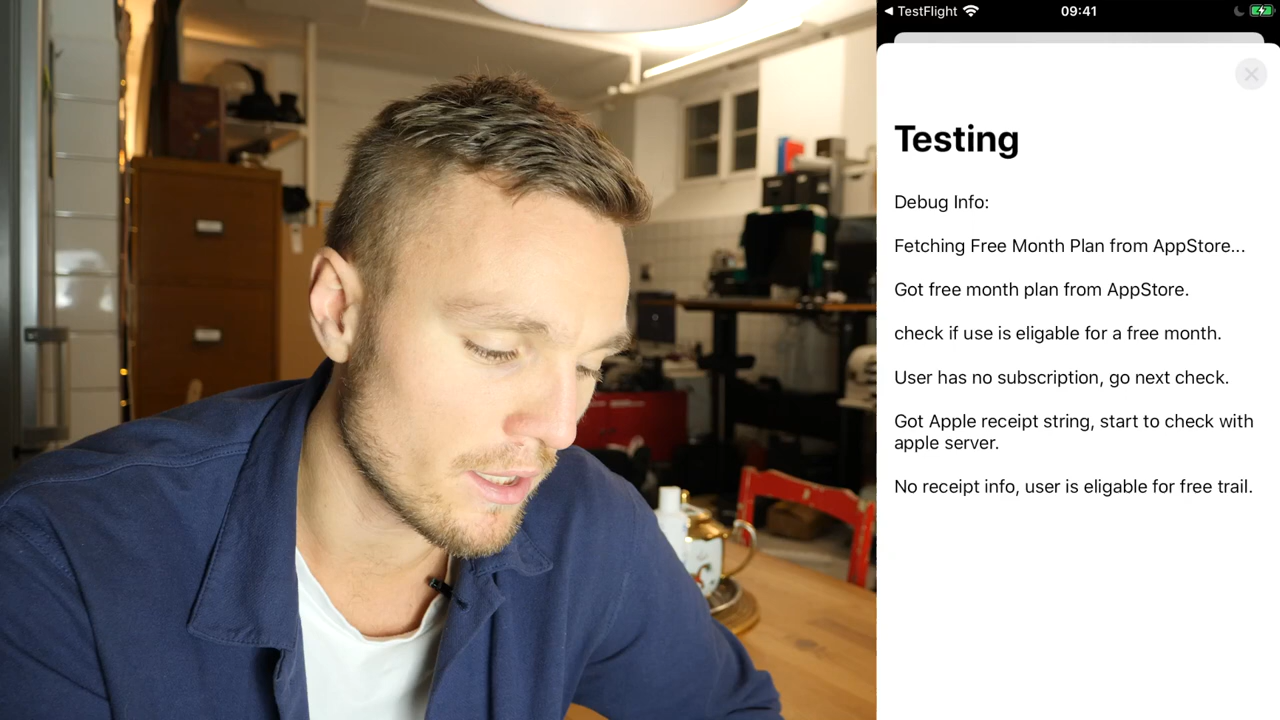 TestFlight
09:41
Testing
Debug Info:
Fetching Free Month Plan from AppStore...
Got free month plan from AppStore.
check if use is eligable for a free month.
User has no subscription, go next check.
Got Apple receipt string, start to check with
apple server.
No receipt info, user is eligable for free trail.